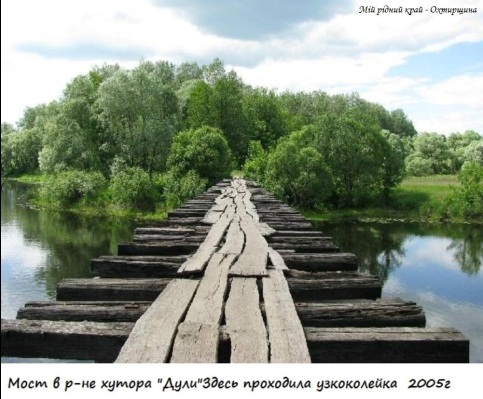 Мій рідний край - Охтирщина
Мост в р-не хутора "Дули"Здесь проходила узкоколейка 2005г